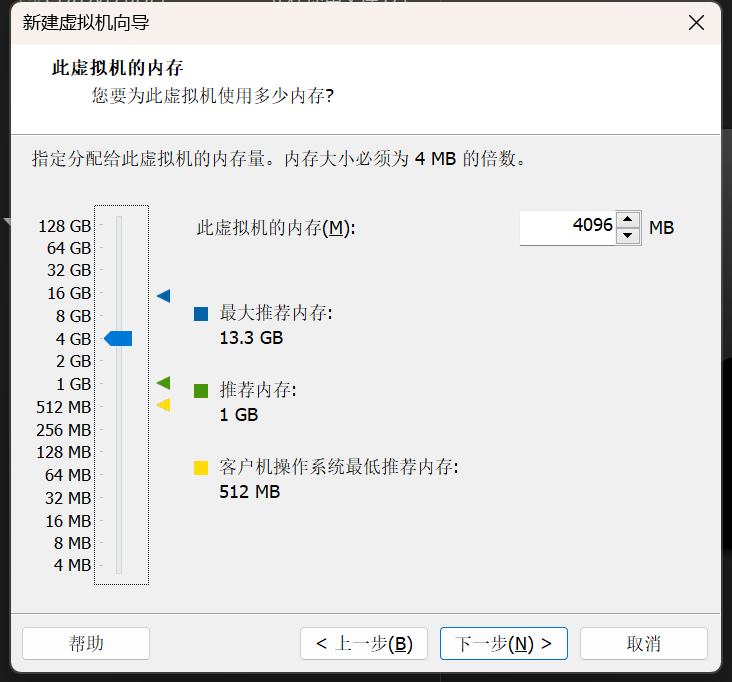 新建虚拟机向导
此虚拟机的内存
您要为此虚拟机使用多少内存?
指定分配给此虚拟机的内存量。内存大小必须为 4 MB 的倍数。
128 GB
64 GB
32 GB
16 GB
8 GB
4 GB
2 GB
1 GB
512 MB
256 MB
128 MB
64 MB
32 MB
16 MB
8 MB
4 MB
此虚拟机的内存(M):
4096 MB
最大推荐内存:
13.3 GB
推荐内存:
1 GB
客户机操作系统最低推荐内存:
512 MB
帮助
< 上一步(B)
下一步(N) >
取消